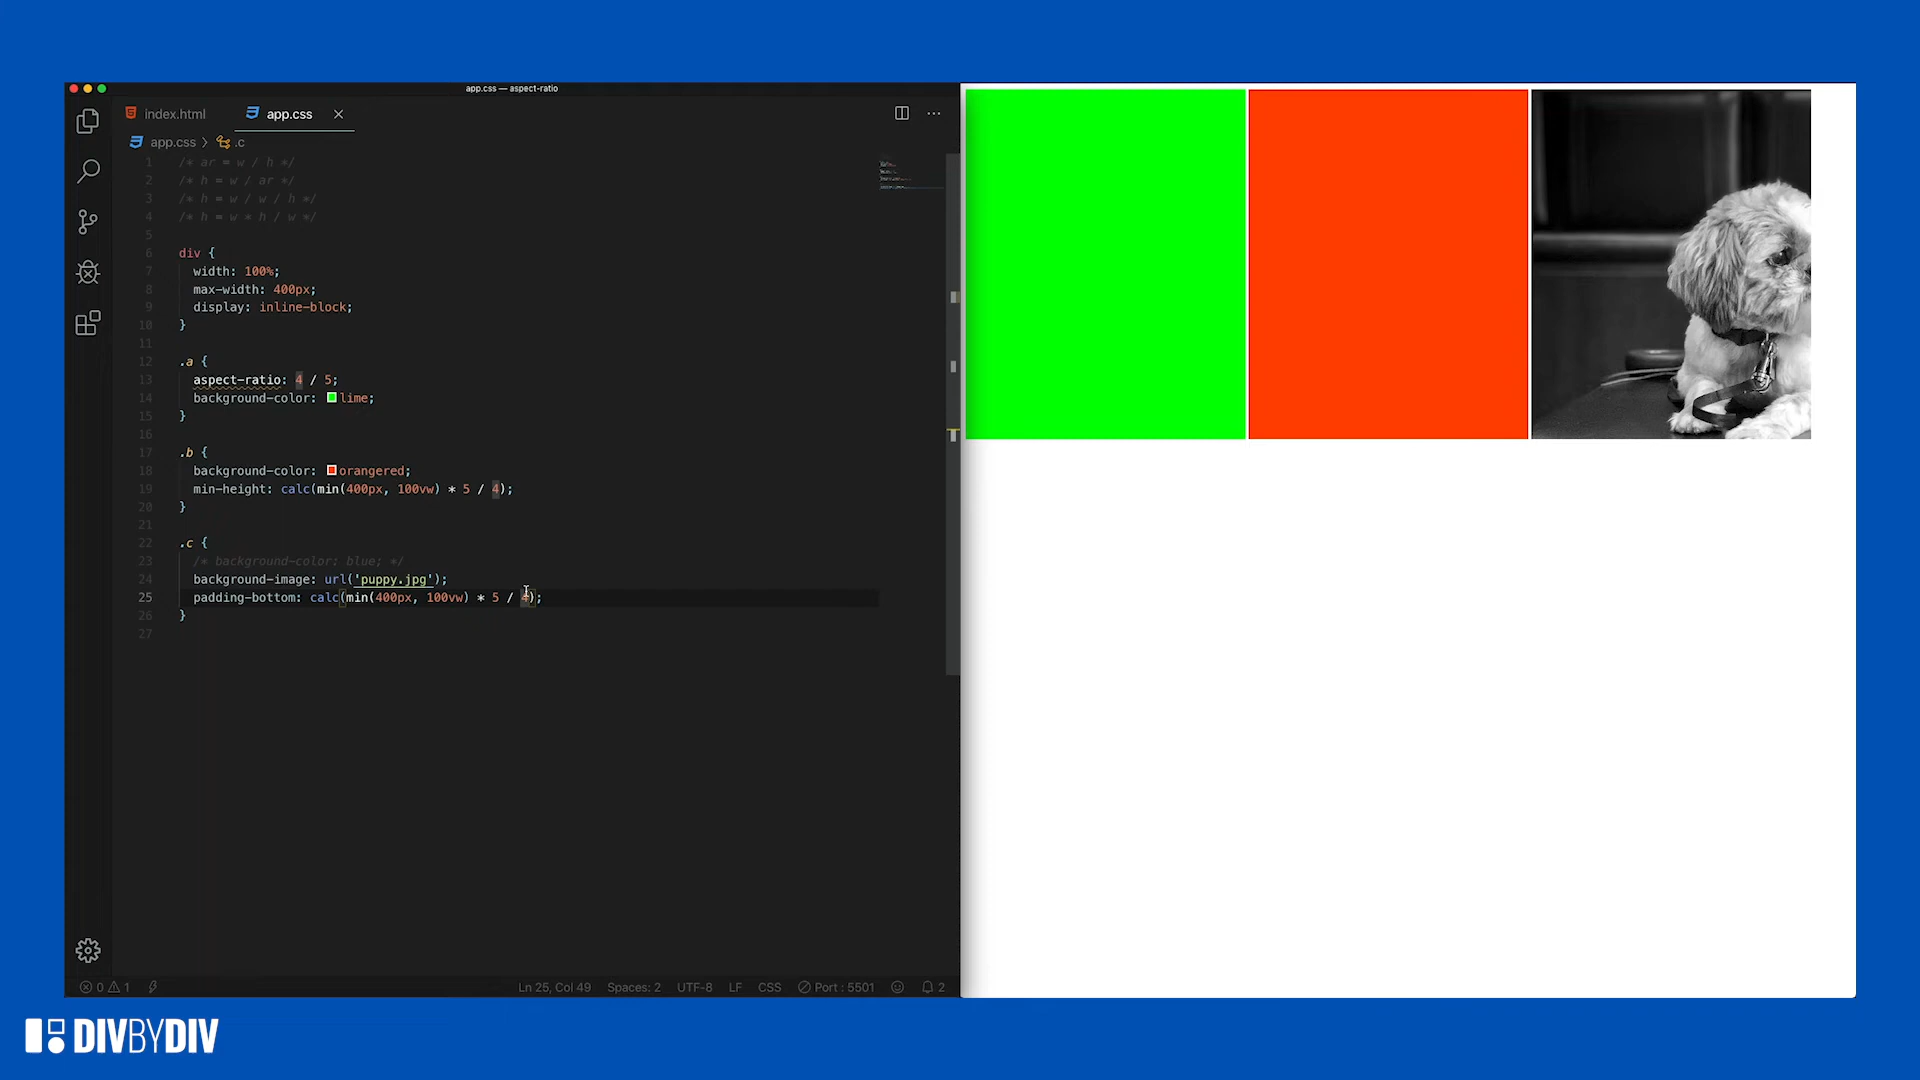 app.css — aspect-ratio
index.html
app.css
app.css > .c
1 /* ar = w / h */
2 /* h = w / ar */
3 /* h = w / w / h */
4 /* h = w * h / w */
5
6 div {
7 width: 100%;
8 max-width: 400px;
9 display: inline-block;
10 }
11
12 .a {
13 aspect-ratio: 4 / 5;
14 background-color: lime;
15 }
16
17 .b {
18 background-color: orangered;
19 min-height: calc(min(400px, 100vw) * 5 / 4);
20 }
21
22 .c {
23 /* background-color: blue; */
24 background-image: url('puppy.jpg');
25 padding-bottom: calc(min(400px, 100vw) * 5 / 4);
26 }
27
0 1 Ln 25, Col 49 Spaces: 2 UTF-8 LF CSS Port : 5501 2
DIVBYDIV